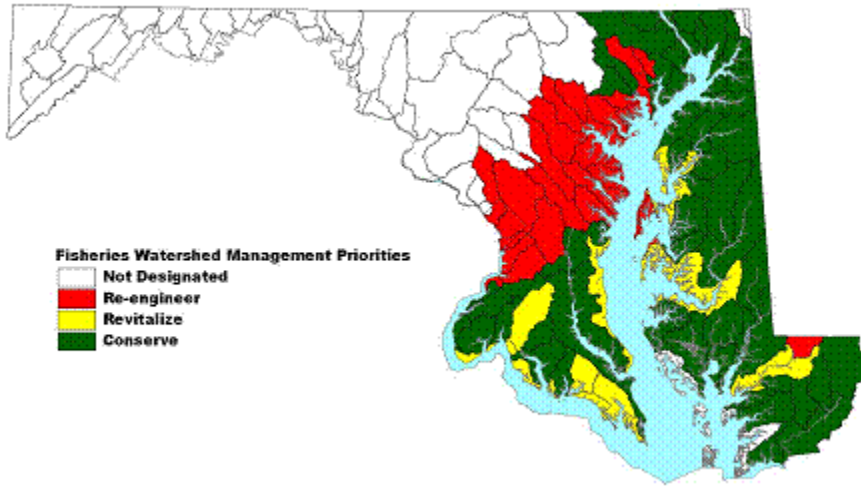 Fisheries Watershed Management Priorities
Not Designated
Re-engineer
Revitalize
Conserve